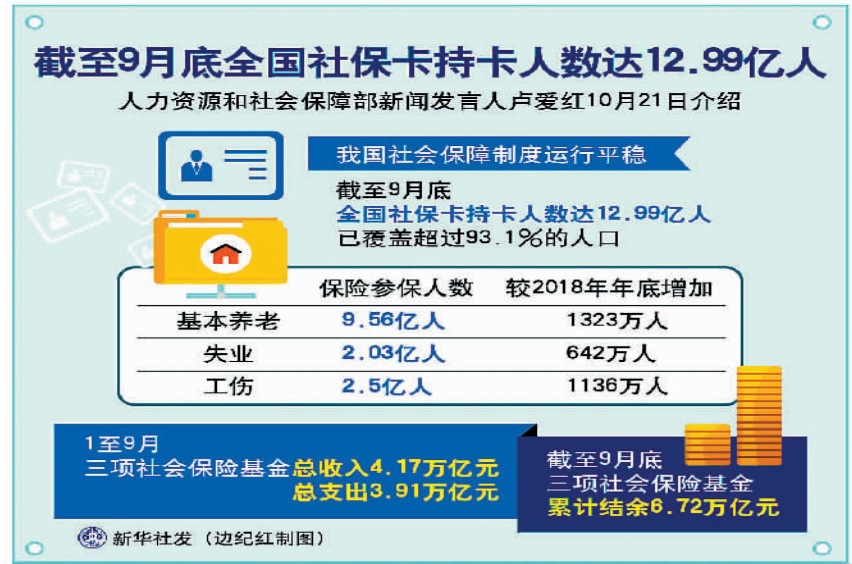 截至9月底全国社保卡持卡人数达12.99亿人
人力资源和社会保障部新闻发言人卢爱红10月21日介绍
我国社会保障制度运行平稳
截至9月底
全国社保卡持卡人数达12.99亿人
已覆盖超过93.1%的人口
保险参保人数 较2018年年底增加
基本养老 9.56亿人 1323万人
失业 2.03亿人 642万人
工伤 2.5亿人 1136万人
1至9月
三项社会保险基金总收入4.17万亿元
总支出3.91万亿元
截至9月底
三项社会保险基金
累计结余6.72万亿元
新华社发（边纪红制图）